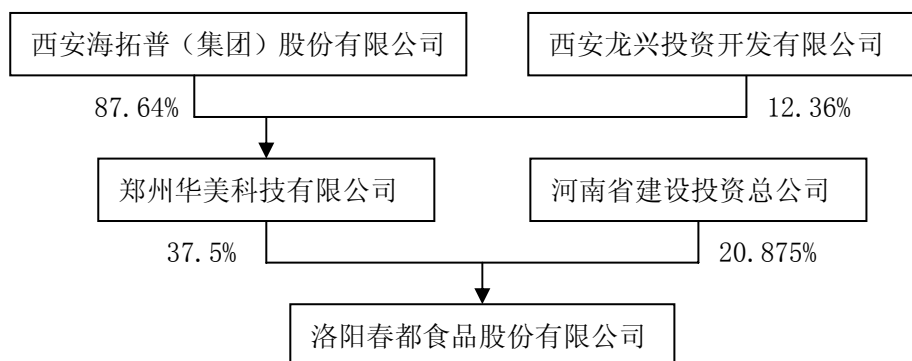 西安海拓普（集团）股份有限公司
西安龙兴投资开发有限公司
87.64%
12.36%
郑州华美科技有限公司
河南省建设投资总公司
37.5%
20.875%
洛阳春都食品股份有限公司